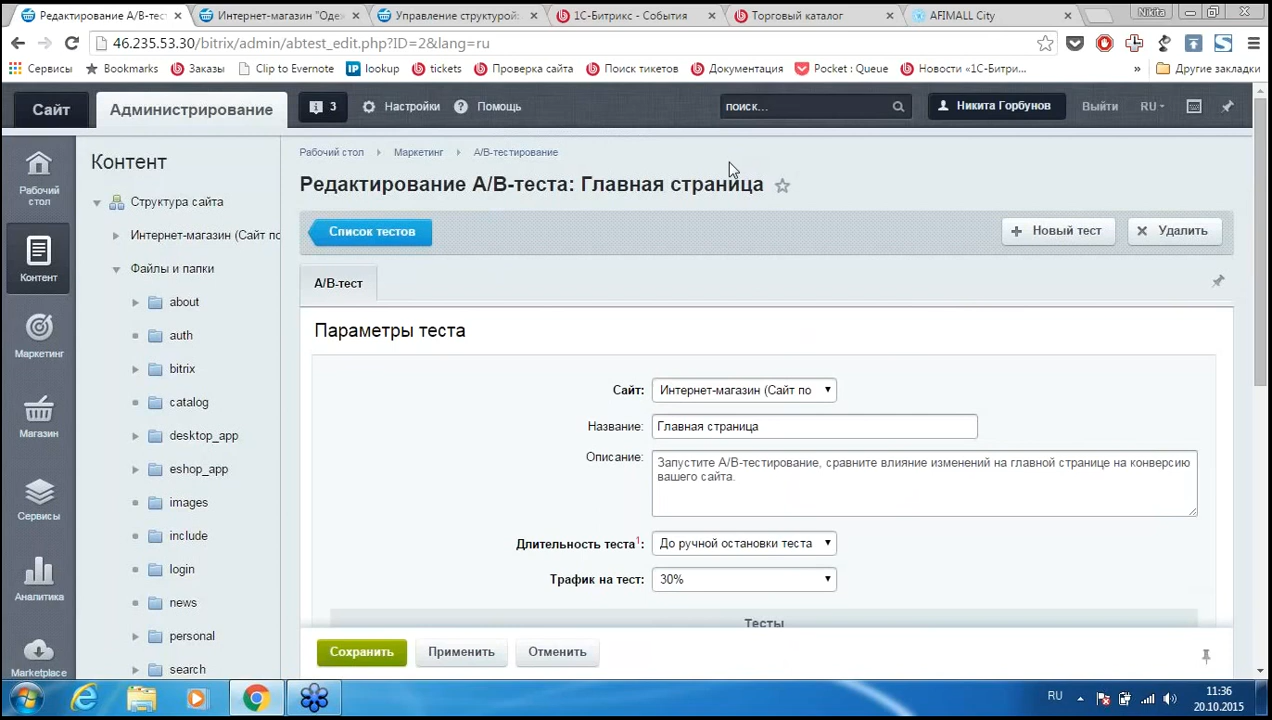 Редактирование A/B-тес
Интернет-магазин "Оде
Управление структурой:
1С-Битрикс - События
Торговый каталог
AFIMALL City
Nikita
46.235.53.30/bitrix/admin/abtest_edit.php?ID=2&lang=ru
Сервисы
Bookmarks
Заказы
Clip to Evernote
IP lookup
tickets
Проверка сайта
Поиск тикетов
Документация
Pocket : Queue
Новости «1С-Битри...
»
Другие закладки
Сайт
Администрирование
3
Настройки
Помощь
поиск...
Никита Горбунов
Выйти
RU
Рабочий стол
Контент
Маркетинг
Магазин
Сервисы
Аналитика
Marketplace
Контент
Структура сайта
Интернет-магазин (Сайт по
Файлы и папки
about
auth
bitrix
catalog
desktop_app
eshop_app
images
include
login
news
personal
search
Рабочий стол
Маркетинг
A/B-тестирование
Редактирование A/B-теста: Главная страница
Список тестов
Новый тест
Удалить
A/B-тест
Параметры теста
Сайт: Интернет-магазин (Сайт по
Название: Главная страница
Описание: Запустите A/B-тестирование, сравните влияние изменений на главной странице на конверсию
вашего сайта.
Длительность теста1: До ручной остановки теста
Трафик на тест: 30%
Тесты
Сохранить
Применить
Отменить
RU
11:36
20.10.2015